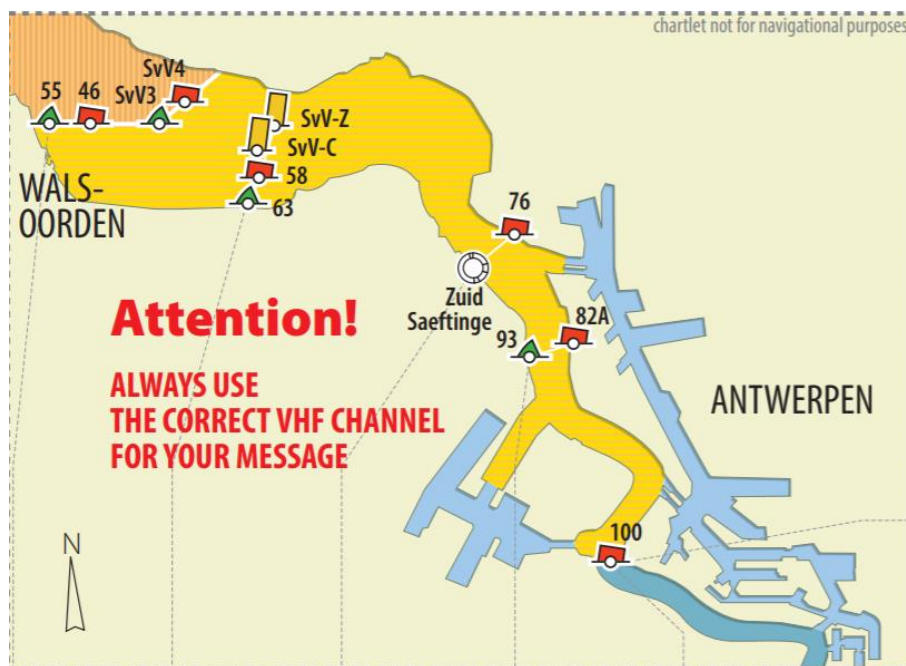 chartlet not for navigational purposes
SvV4
55
46
SvV3
SvV-Z
SvV-C
58
63
WALS-
OORDEN
76
Zuid
Saeftinge
82A
93
Attention!
ALWAYS USE
THE CORRECT VHF CHANNEL
FOR YOUR MESSAGE
ANTWERPEN
100
N